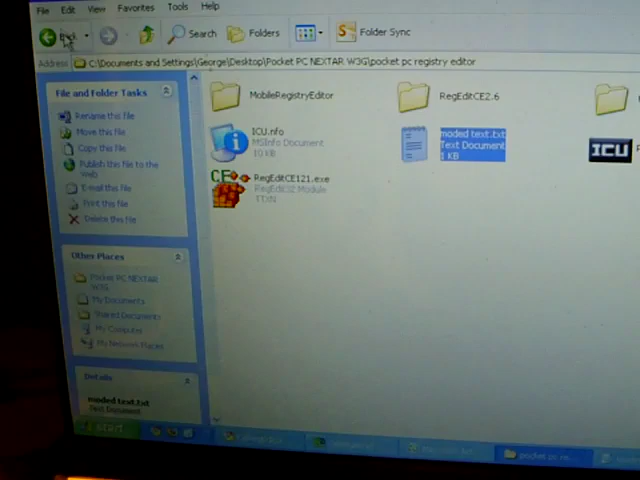 File Edit View Favorites Tools Help
Back Search Folders Folder Sync
Address C:\Documents and Settings\George\Desktop\Pocket PC NEXTAR W3G\pocket pc registry editor
File and Folder Tasks
Rename this file
Move this file
Copy this file
Publish this file to the
Web
E-mail this file
Print this file
Delete this file
Other Places
Pocket PC NEXTAR
W3G
My Documents
Shared Documents
My Computer
My Network Places
Details
moded text.txt
Text Document
MobileRegistryEditor
RegEditCE2.6
ICU.nfo
MSInfo Document
10 KB
moded text.txt
Text Document
1 KB
ICU
RegEditCE121.exe
RegEdit32 Module
TTXN
start
pocket pc re...